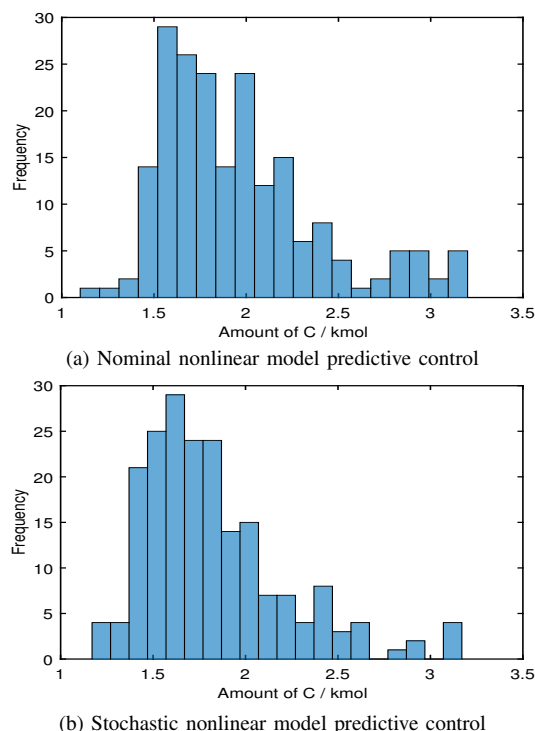 30
25
20
15
10
5
0
Frequency
1 1.5 2 2.5 3 3.5
Amount of C / kmol
(a) Nominal nonlinear model predictive control
30
25
20
15
10
5
0
Frequency
1 1.5 2 2.5 3 3.5
Amount of C / kmol
(b) Stochastic nonlinear model predictive control